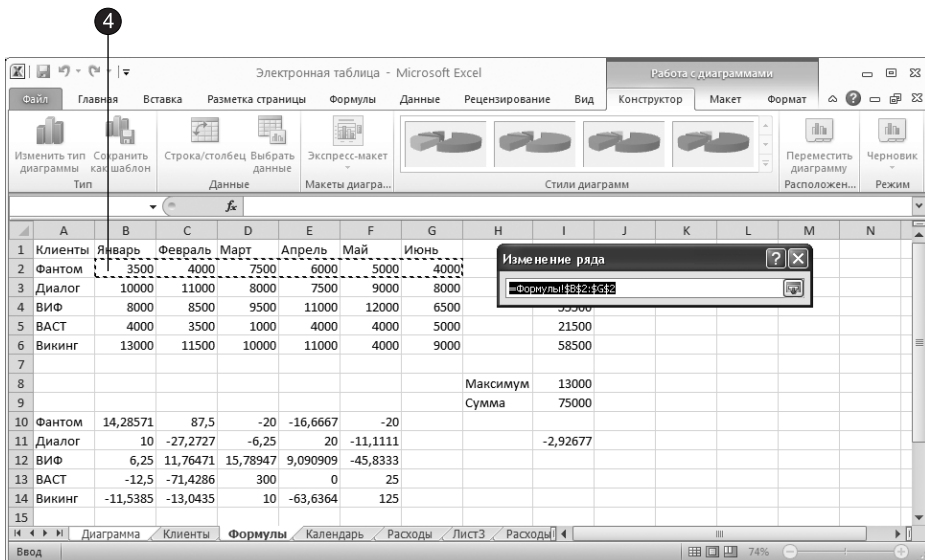 4
Электронная таблица - Microsoft Excel
Работа с диаграммами
Файл Главная Вставка Разметка страницы Формулы Данные Рецензирование Вид Конструктор Макет Формат
Изменить тип диаграммы Сохранить как шаблон Строка/столбец Выбрать данные Экспресс-макет Переместить диаграмму Черновик
Тип Данные Макеты диагра... Стили диаграмм Расположен... Режим
fx
A B C D E F G H I J K L M N
1 Клиенты Январь Февраль Март Апрель Май Июнь
Изменение ряда
2 Фантом 3500 4000 7500 6000 5000 4000
=Формулы!$B$2:$G$2
3 Диалог 10000 11000 8000 7500 9000 8000
4 ВИФ 8000 8500 9500 11000 12000 6500
5 ВАСТ 4000 3500 1000 4000 4000 5000 21500
6 Викинг 13000 11500 10000 11000 4000 9000 58500
7
8 Максимум 13000
9 Сумма 75000
10 Фантом 14,28571 87,5 -20 -16,6667 -20
11 Диалог 10 -27,2727 -6,25 20 -11,1111 -2,92677
12 ВИФ 6,25 11,76471 15,78947 9,090909 -45,8333
13 ВАСТ -12,5 -71,4286 300 0 25
14 Викинг -11,5385 -13,0435 10 -63,6364 125
15
Диаграмма Клиенты Формулы Календарь Расходы Лист3 Расходы
Ввод 74%